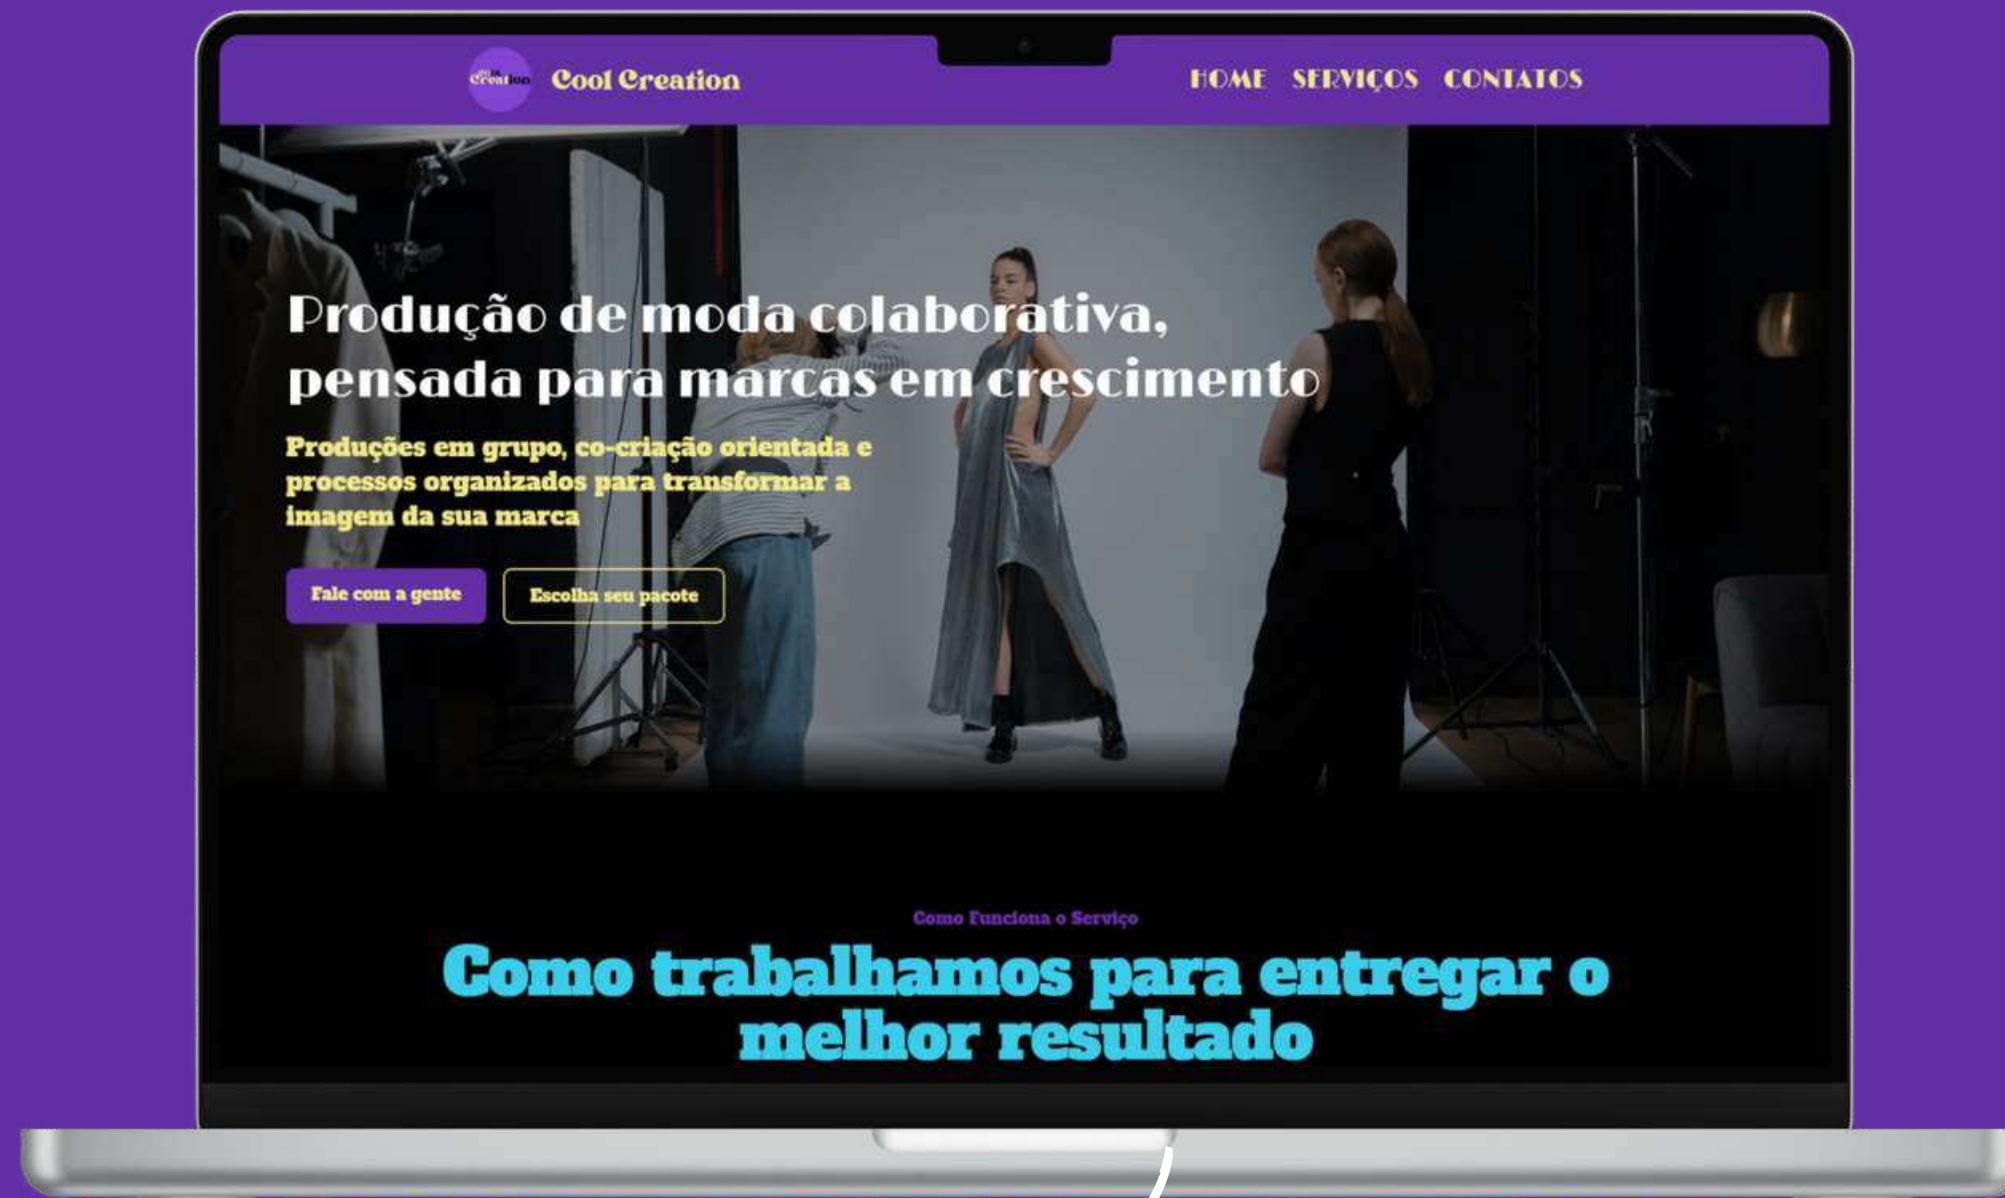 Creation
Cool Creation
HOME SERVIÇOS CONTATOS
Produção de moda colaborativa,
pensada para marcas em crescimento
Produções em grupo, co-criação orientada e
processos organizados para transformar a
imagem da sua marca
Fale com a gente
Escolha seu pacote
Como Funciona o Serviço
Como trabalhamos para entregar o
melhor resultado